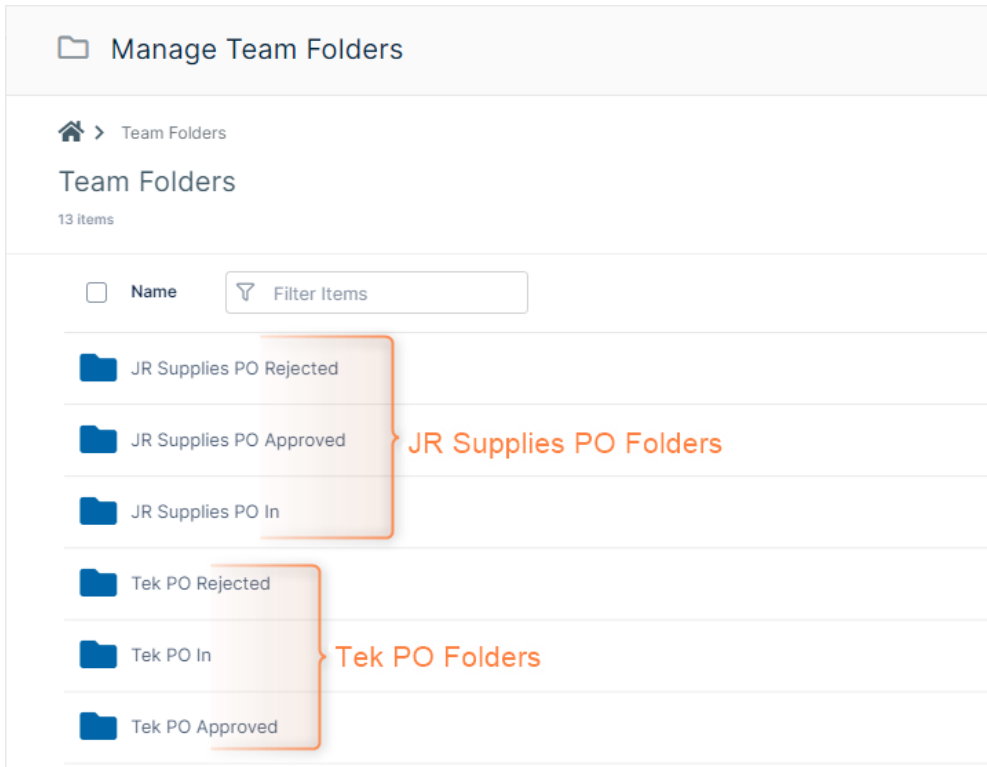 Manage Team Folders
Team Folders
Team Folders
13 items
Name
Filter Items
JR Supplies PO Rejected
JR Supplies PO Approved
JR Supplies PO Folders
JR Supplies PO In
Tek PO Rejected
Tek PO In
Tek PO Folders
Tek PO Approved